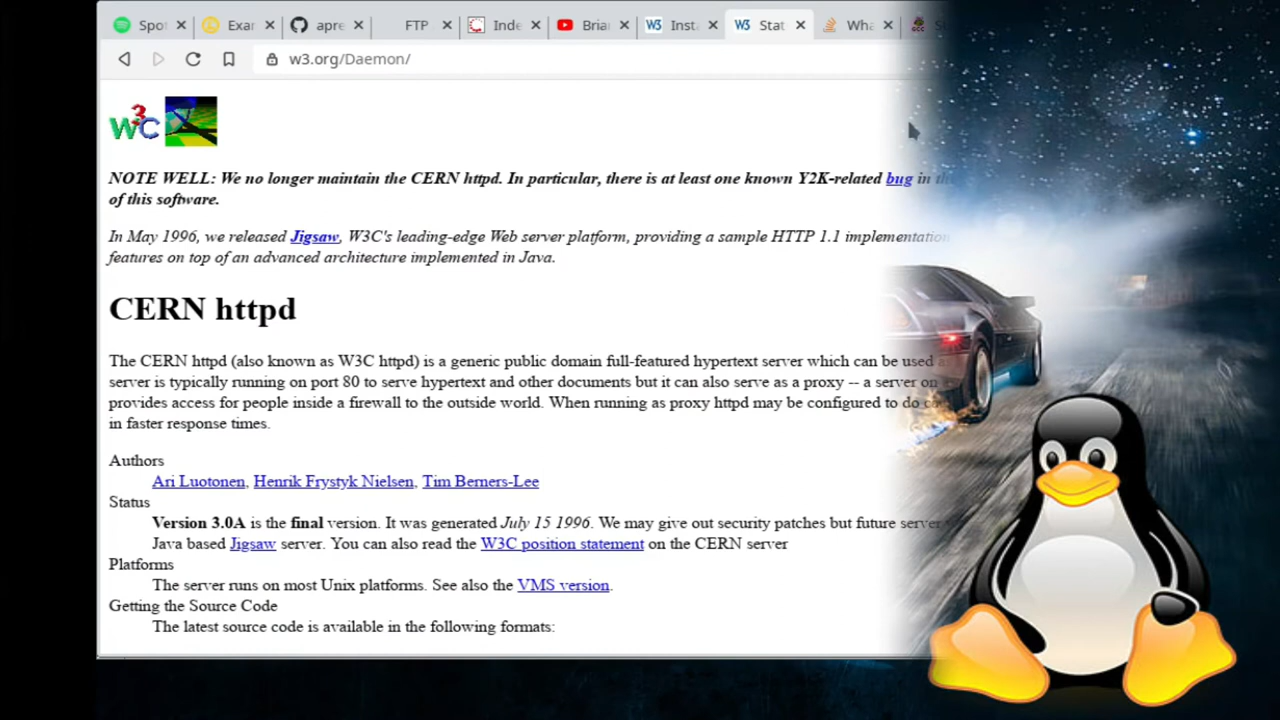 Spot Exar apre FTP Inde Briar Insta Stat Wha
w3.org/Daemon/
W3C
NOTE WELL: We no longer maintain the CERN httpd. In particular, there is at least one known Y2K-related bug in
of this software.
In May 1996, we released Jigsaw, W3C's leading-edge Web server platform, providing a sample HTTP 1.1 implementation
features on top of an advanced architecture implemented in Java.
CERN httpd
The CERN httpd (also known as W3C httpd) is a generic public domain full-featured hypertext server which can be used
server is typically running on port 80 to serve hypertext and other documents but it can also serve as a proxy -- a server on
provides access for people inside a firewall to the outside world. When running as proxy httpd may be configured to do
in faster response times.
Authors
Ari Luotonen, Henrik Frystyk Nielsen, Tim Berners-Lee
Status
Version 3.0A is the final version. It was generated July 15 1996. We may give out security patches but future server
Java based Jigsaw server. You can also read the W3C position statement on the CERN server
Platforms
The server runs on most Unix platforms. See also the VMS version.
Getting the Source Code
The latest source code is available in the following formats: